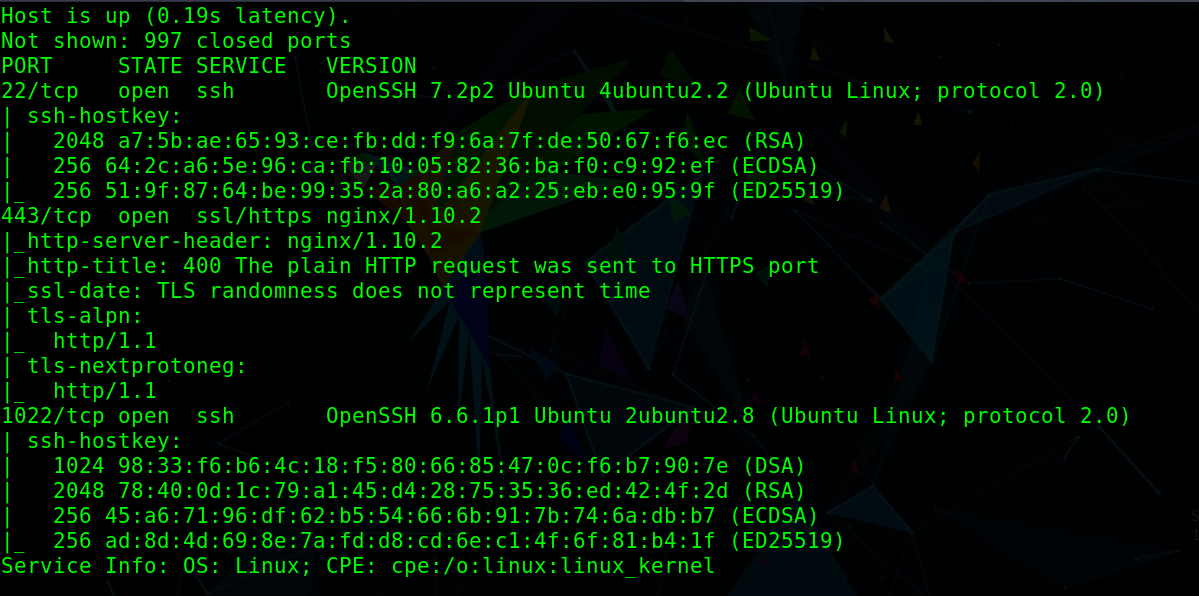 Host is up (0.19s latency).
Not shown: 997 closed ports
PORT     STATE SERVICE   VERSION
22/tcp   open  ssh       OpenSSH 7.2p2 Ubuntu 4ubuntu2.2 (Ubuntu Linux; protocol 2.0)
| ssh-hostkey:
|   2048 a7:5b:ae:65:93:ce:fb:dd:f9:6a:7f:de:50:67:f6:ec (RSA)
|   256 64:2c:a6:5e:96:ca:fb:10:05:82:36:ba:f0:c9:92:ef (ECDSA)
|_  256 51:9f:87:64:be:99:35:2a:80:a6:a2:25:eb:e0:95:9f (ED25519)
443/tcp  open  ssl/https nginx/1.10.2
|_http-server-header: nginx/1.10.2
|_http-title: 400 The plain HTTP request was sent to HTTPS port
|_ssl-date: TLS randomness does not represent time
| tls-alpn:
|_  http/1.1
| tls-nextprotoneg:
|_  http/1.1
1022/tcp open  ssh       OpenSSH 6.6.1p1 Ubuntu 2ubuntu2.8 (Ubuntu Linux; protocol 2.0)
| ssh-hostkey:
|   1024 98:33:f6:b6:4c:18:f5:80:66:85:47:0c:f6:b7:90:7e (DSA)
|   2048 78:40:0d:1c:79:a1:45:d4:28:75:35:36:ed:42:4f:2d (RSA)
|   256 45:a6:71:96:df:62:b5:54:66:6b:91:7b:74:6a:db:b7 (ECDSA)
|_  256 ad:8d:4d:69:8e:7a:fd:d8:cd:6e:c1:4f:6f:81:b4:1f (ED25519)
Service Info: OS: Linux; CPE: cpe:/o:linux:linux_kernel